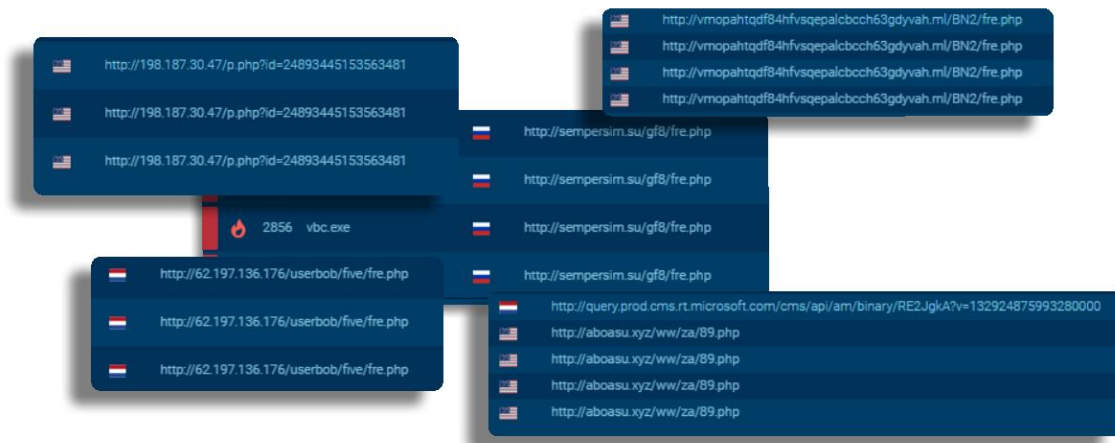 http://198.187.30.47/p.php?id=24893445153563481
http://198.187.30.47/p.php?id=24893445153563481
http://198.187.30.47/p.php?id=24893445153563481
http://vmopahtqdf84hfvsqepalcbcch63gdyvah.ml/BN2/fre.php
http://vmopahtqdf84hfvsqepalcbcch63gdyvah.ml/BN2/fre.php
http://vmopahtqdf84hfvsqepalcbcch63gdyvah.ml/BN2/fre.php
http://vmopahtqdf84hfvsqepalcbcch63gdyvah.ml/BN2/fre.php
http://sempersim.su/gf8/fre.php
http://sempersim.su/gf8/fre.php
2856 vbc.exe http://sempersim.su/gf8/fre.php
http://sempersim.su/gf8/fre.php
http://62.197.136.176/userbob/five/fre.php
http://62.197.136.176/userbob/five/fre.php
http://62.197.136.176/userbob/five/fre.php
http://query.prod.cms.rt.microsoft.com/cms/api/am/binary/RE2JgkA?v=132924875993280000
http://aboasu.xyz/ww/za/89.php
http://aboasu.xyz/ww/za/89.php
http://aboasu.xyz/ww/za/89.php
http://aboasu.xyz/ww/za/89.php